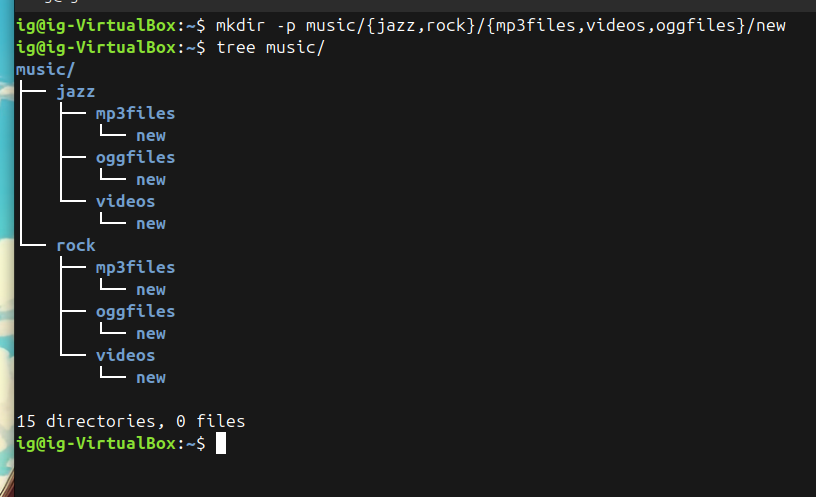 ig@ig-VirtualBox:~$ mkdir -p music/{jazz,rock}/{mp3files,videos,oggfiles}/new
ig@ig-VirtualBox:~$ tree music/
music/
├── jazz
│   ├── mp3files
│   │   └── new
│   ├── oggfiles
│   │   └── new
│   └── videos
│       └── new
└── rock
    ├── mp3files
    │   └── new
    ├── oggfiles
    │   └── new
    └── videos
        └── new
15 directories, 0 files
ig@ig-VirtualBox:~$